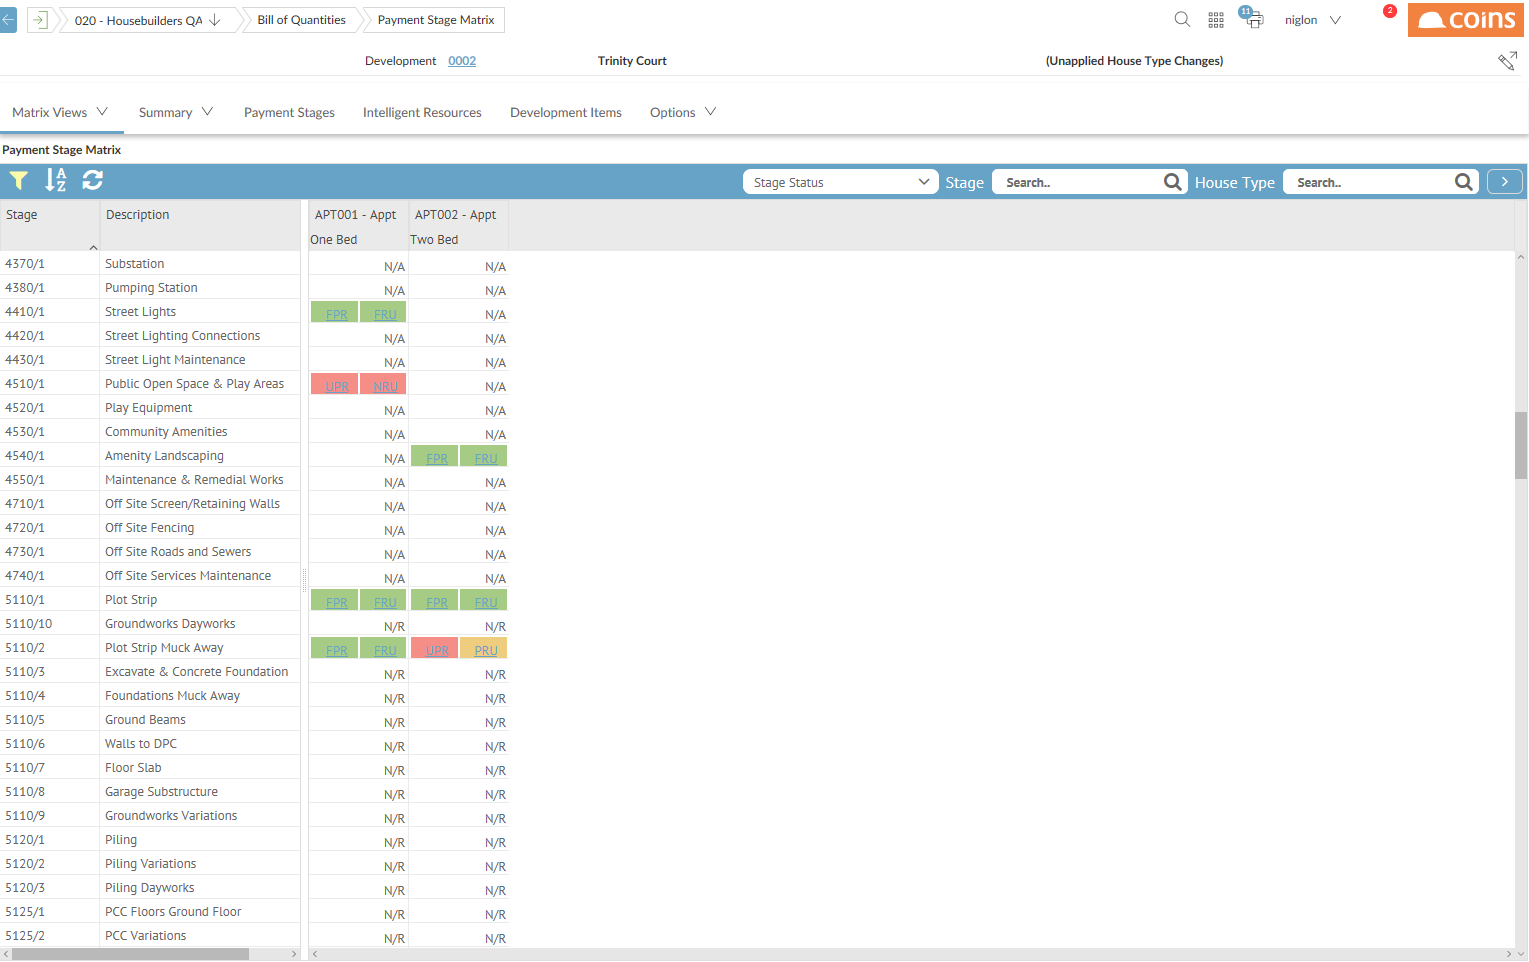 020 - Housebuilders QA
Bill of Quantities
Payment Stage Matrix
11
niglon
2
coins
Development 0002 Trinity Court (Unapplied House Type Changes)
Matrix Views Summary Payment Stages Intelligent Resources Development Items Options
Payment Stage Matrix
Stage Status Stage Search.. House Type Search..
Stage Description APT001 - Appt One Bed APT002 - Appt Two Bed
4370/1 Substation N/A N/A
4380/1 Pumping Station N/A N/A
4410/1 Street Lights FPR FRU N/A
4420/1 Street Lighting Connections N/A N/A
4430/1 Street Light Maintenance N/A N/A
4510/1 Public Open Space & Play Areas UPR NRU N/A
4520/1 Play Equipment N/A N/A
4530/1 Community Amenities N/A N/A
4540/1 Amenity Landscaping N/A FPR FRU
4550/1 Maintenance & Remedial Works N/A N/A
4710/1 Off Site Screen/Retaining Walls N/A N/A
4720/1 Off Site Fencing N/A N/A
4730/1 Off Site Roads and Sewers N/A N/A
4740/1 Off Site Services Maintenance N/A N/A
5110/1 Plot Strip FPR FRU FPR FRU
5110/10 Groundworks Dayworks N/R N/R
5110/2 Plot Strip Muck Away FPR FRU UPR PRU
5110/3 Excavate & Concrete Foundation N/R N/R
5110/4 Foundations Muck Away N/R N/R
5110/5 Ground Beams N/R N/R
5110/6 Walls to DPC N/R N/R
5110/7 Floor Slab N/R N/R
5110/8 Garage Substructure N/R N/R
5110/9 Groundworks Variations N/R N/R
5120/1 Piling N/R N/R
5120/2 Piling Variations N/R N/R
5120/3 Piling Dayworks N/R N/R
5125/1 PCC Floors Ground Floor N/R N/R
5125/2 PCC Variations N/R N/R